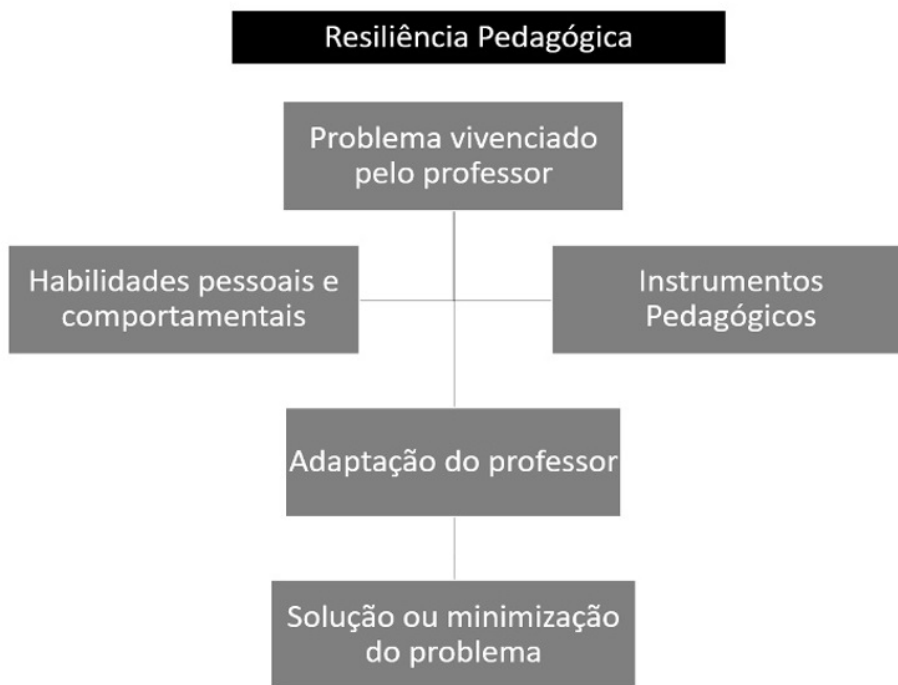 Resiliência Pedagógica
Problema vivenciado
pelo professor
Habilidades pessoais e
comportamentais
Instrumentos
Pedagógicos
Adaptação do professor
Solução ou minimização
do problema